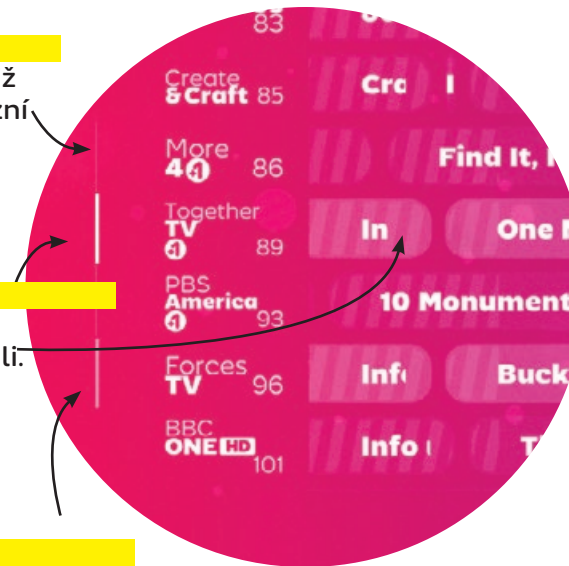 83
ž
Create
&Craft 85
Cra
zní
More
4 +1 86
Find It,
Together
TV
+1 89
In
One
PBS
America
+1 93
10 Monument
li.
Forces
TV 96
Info
Buck
BBC
ONE HD
101
Info